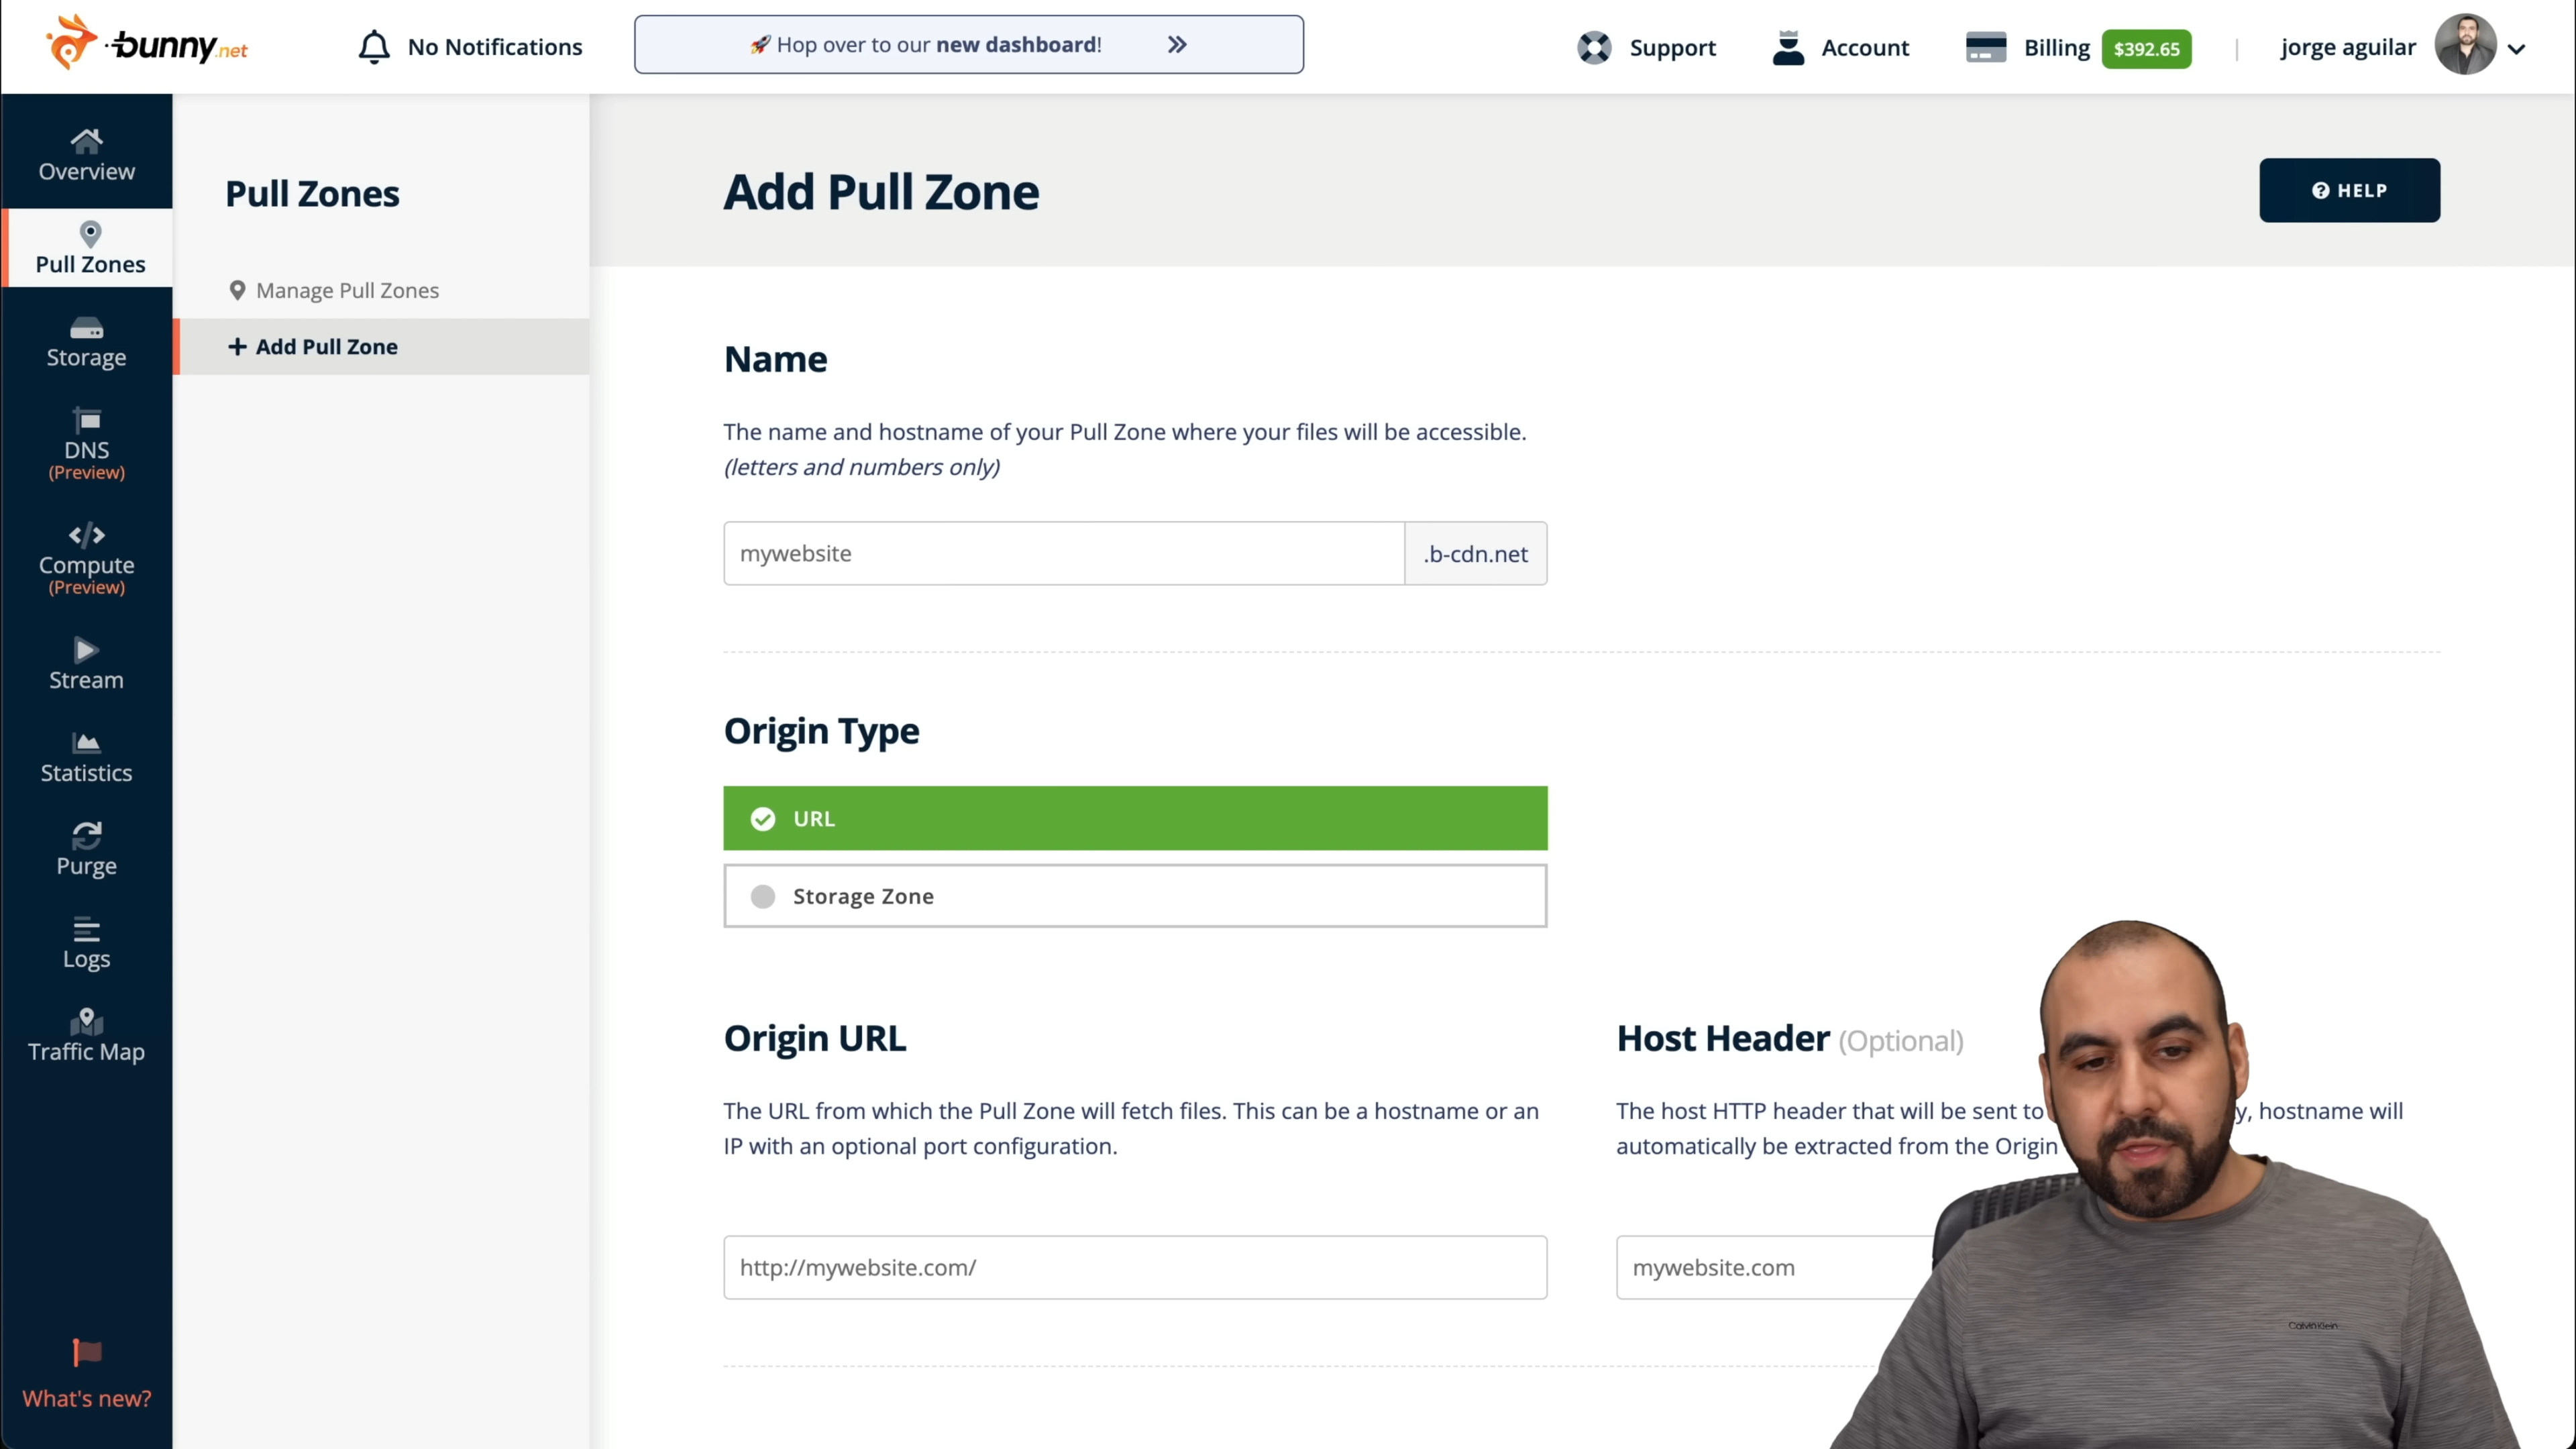 bunny.net
No Notifications
🚀 Hop over to our new dashboard!
Support
Account
Billing
$392.65
jorge aguilar
Overview
Pull Zones
Storage
DNS
(Preview)
Compute
(Preview)
Stream
Statistics
Purge
Logs
Traffic Map
What's new?
Pull Zones
Manage Pull Zones
+ Add Pull Zone
Add Pull Zone
HELP
Name
The name and hostname of your Pull Zone where your files will be accessible.
(letters and numbers only)
mywebsite
.b-cdn.net
Origin Type
URL
Storage Zone
Origin URL
The URL from which the Pull Zone will fetch files. This can be a hostname or an
IP with an optional port configuration.
http://mywebsite.com/
Host Header (Optional)
The host HTTP header that will be sent to hostname will
automatically be extracted from the Origin
mywebsite.com
Calvin Klein